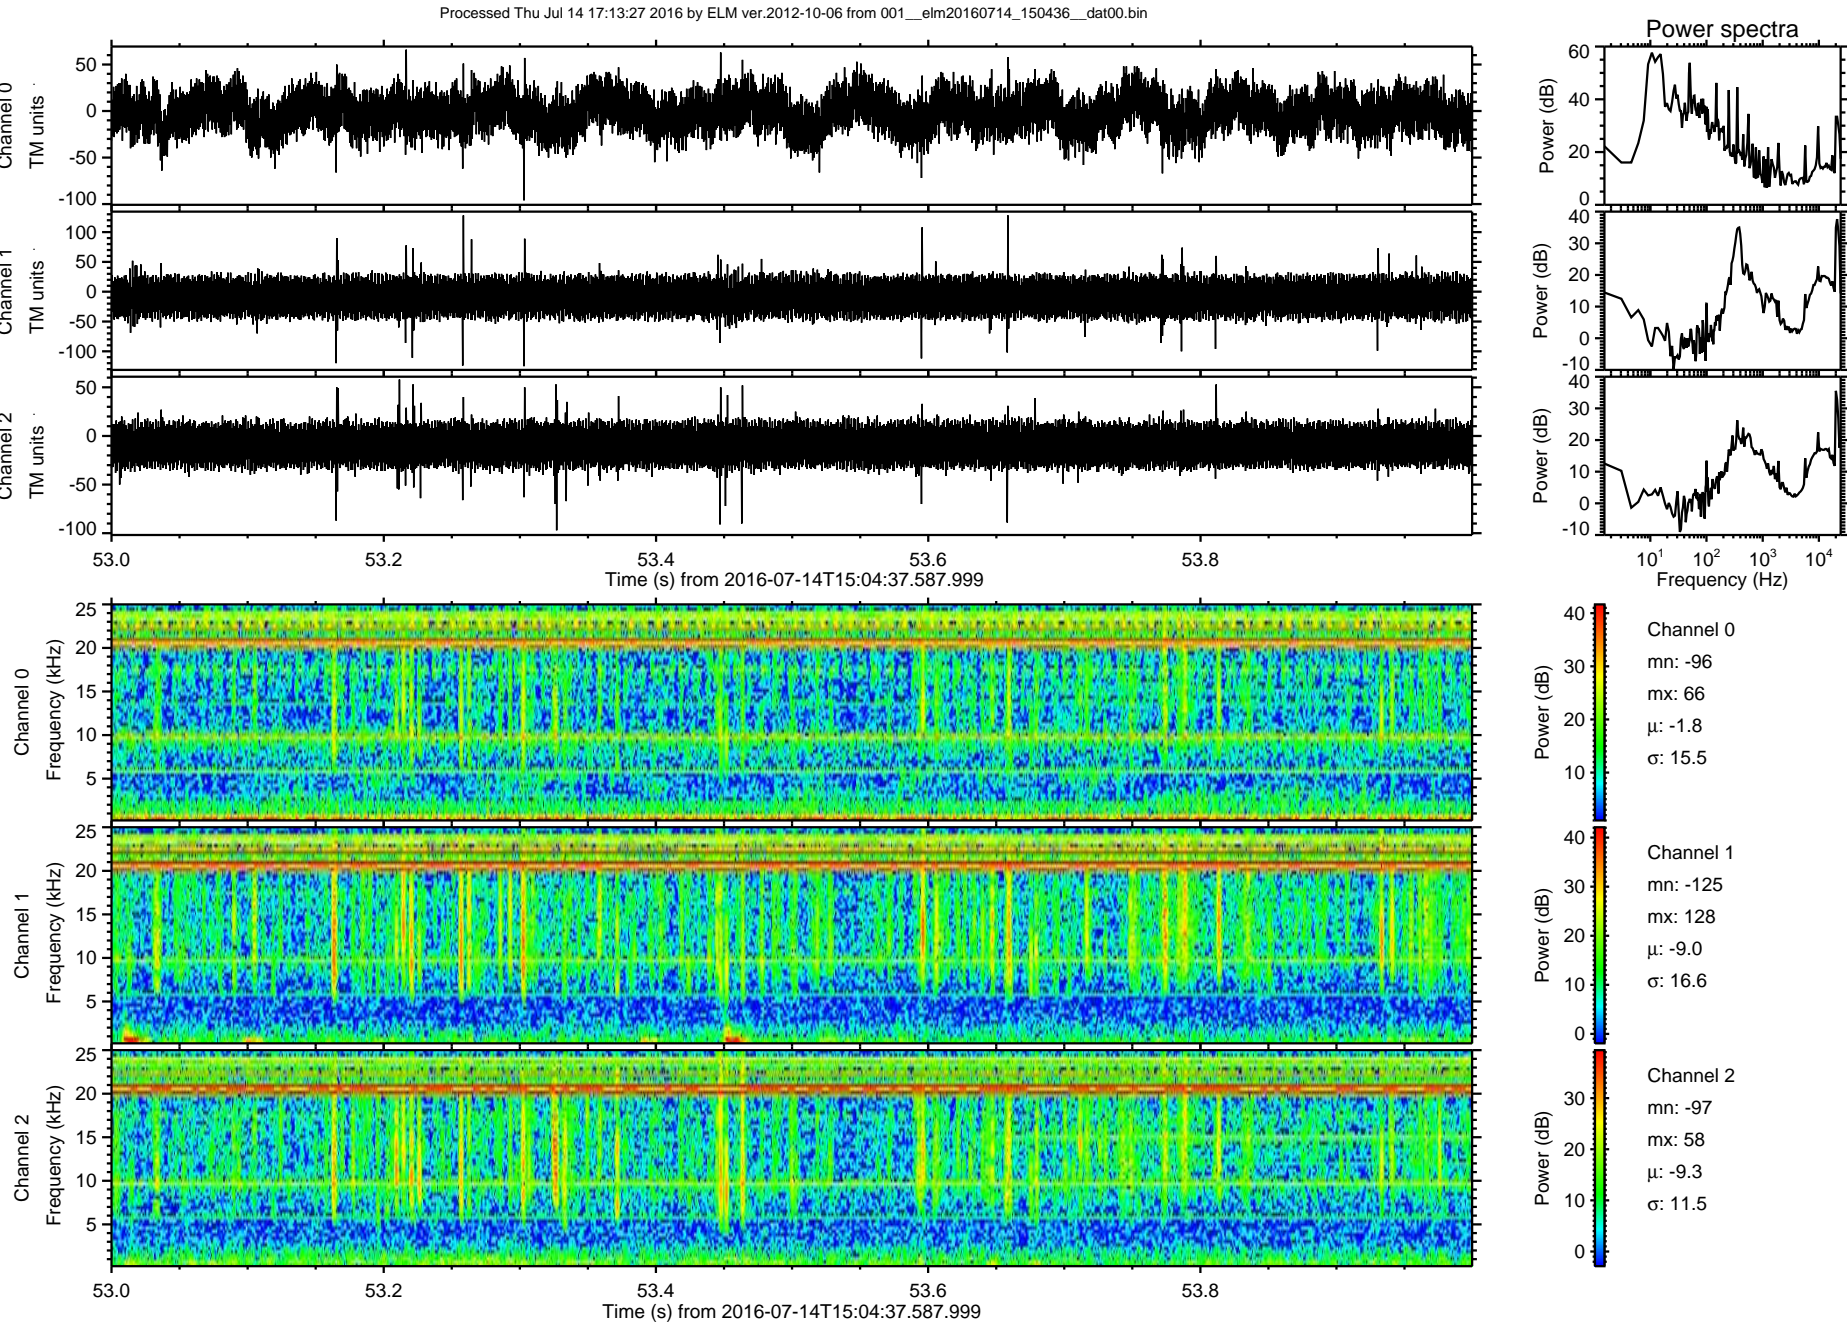 Processed Thu Jul 14 17:13:27 2016 by ELM ver.2012-10-06 from 001__elm20160714_150436__dat00.bin
Power spectra
Channel 0
TM units
50
0
-50
-100
Power (dB)
60
40
20
0
Channel 1
TM units
100
50
0
-50
-100
Power (dB)
40
30
20
10
0
-10
Channel 2
TM units
50
0
-50
-100
Power (dB)
40
30
20
10
0
-10
53.0 53.2 53.4 53.6 53.8
Time (s) from 2016-07-14T15:04:37.587.999
10¹ 10² 10³ 10⁴
Frequency (Hz)
Channel 0
Frequency (kHz)
25
20
15
10
5
Power (dB)
40
30
20
10
Channel 0
mn: -96
mx: 66
μ: -1.8
σ: 15.5
Channel 1
Frequency (kHz)
25
20
15
10
5
Power (dB)
40
30
20
10
0
Channel 1
mn: -125
mx: 128
μ: -9.0
σ: 16.6
Channel 2
Frequency (kHz)
25
20
15
10
5
Power (dB)
30
20
10
0
Channel 2
mn: -97
mx: 58
μ: -9.3
σ: 11.5
53.0 53.2 53.4 53.6 53.8
Time (s) from 2016-07-14T15:04:37.587.999